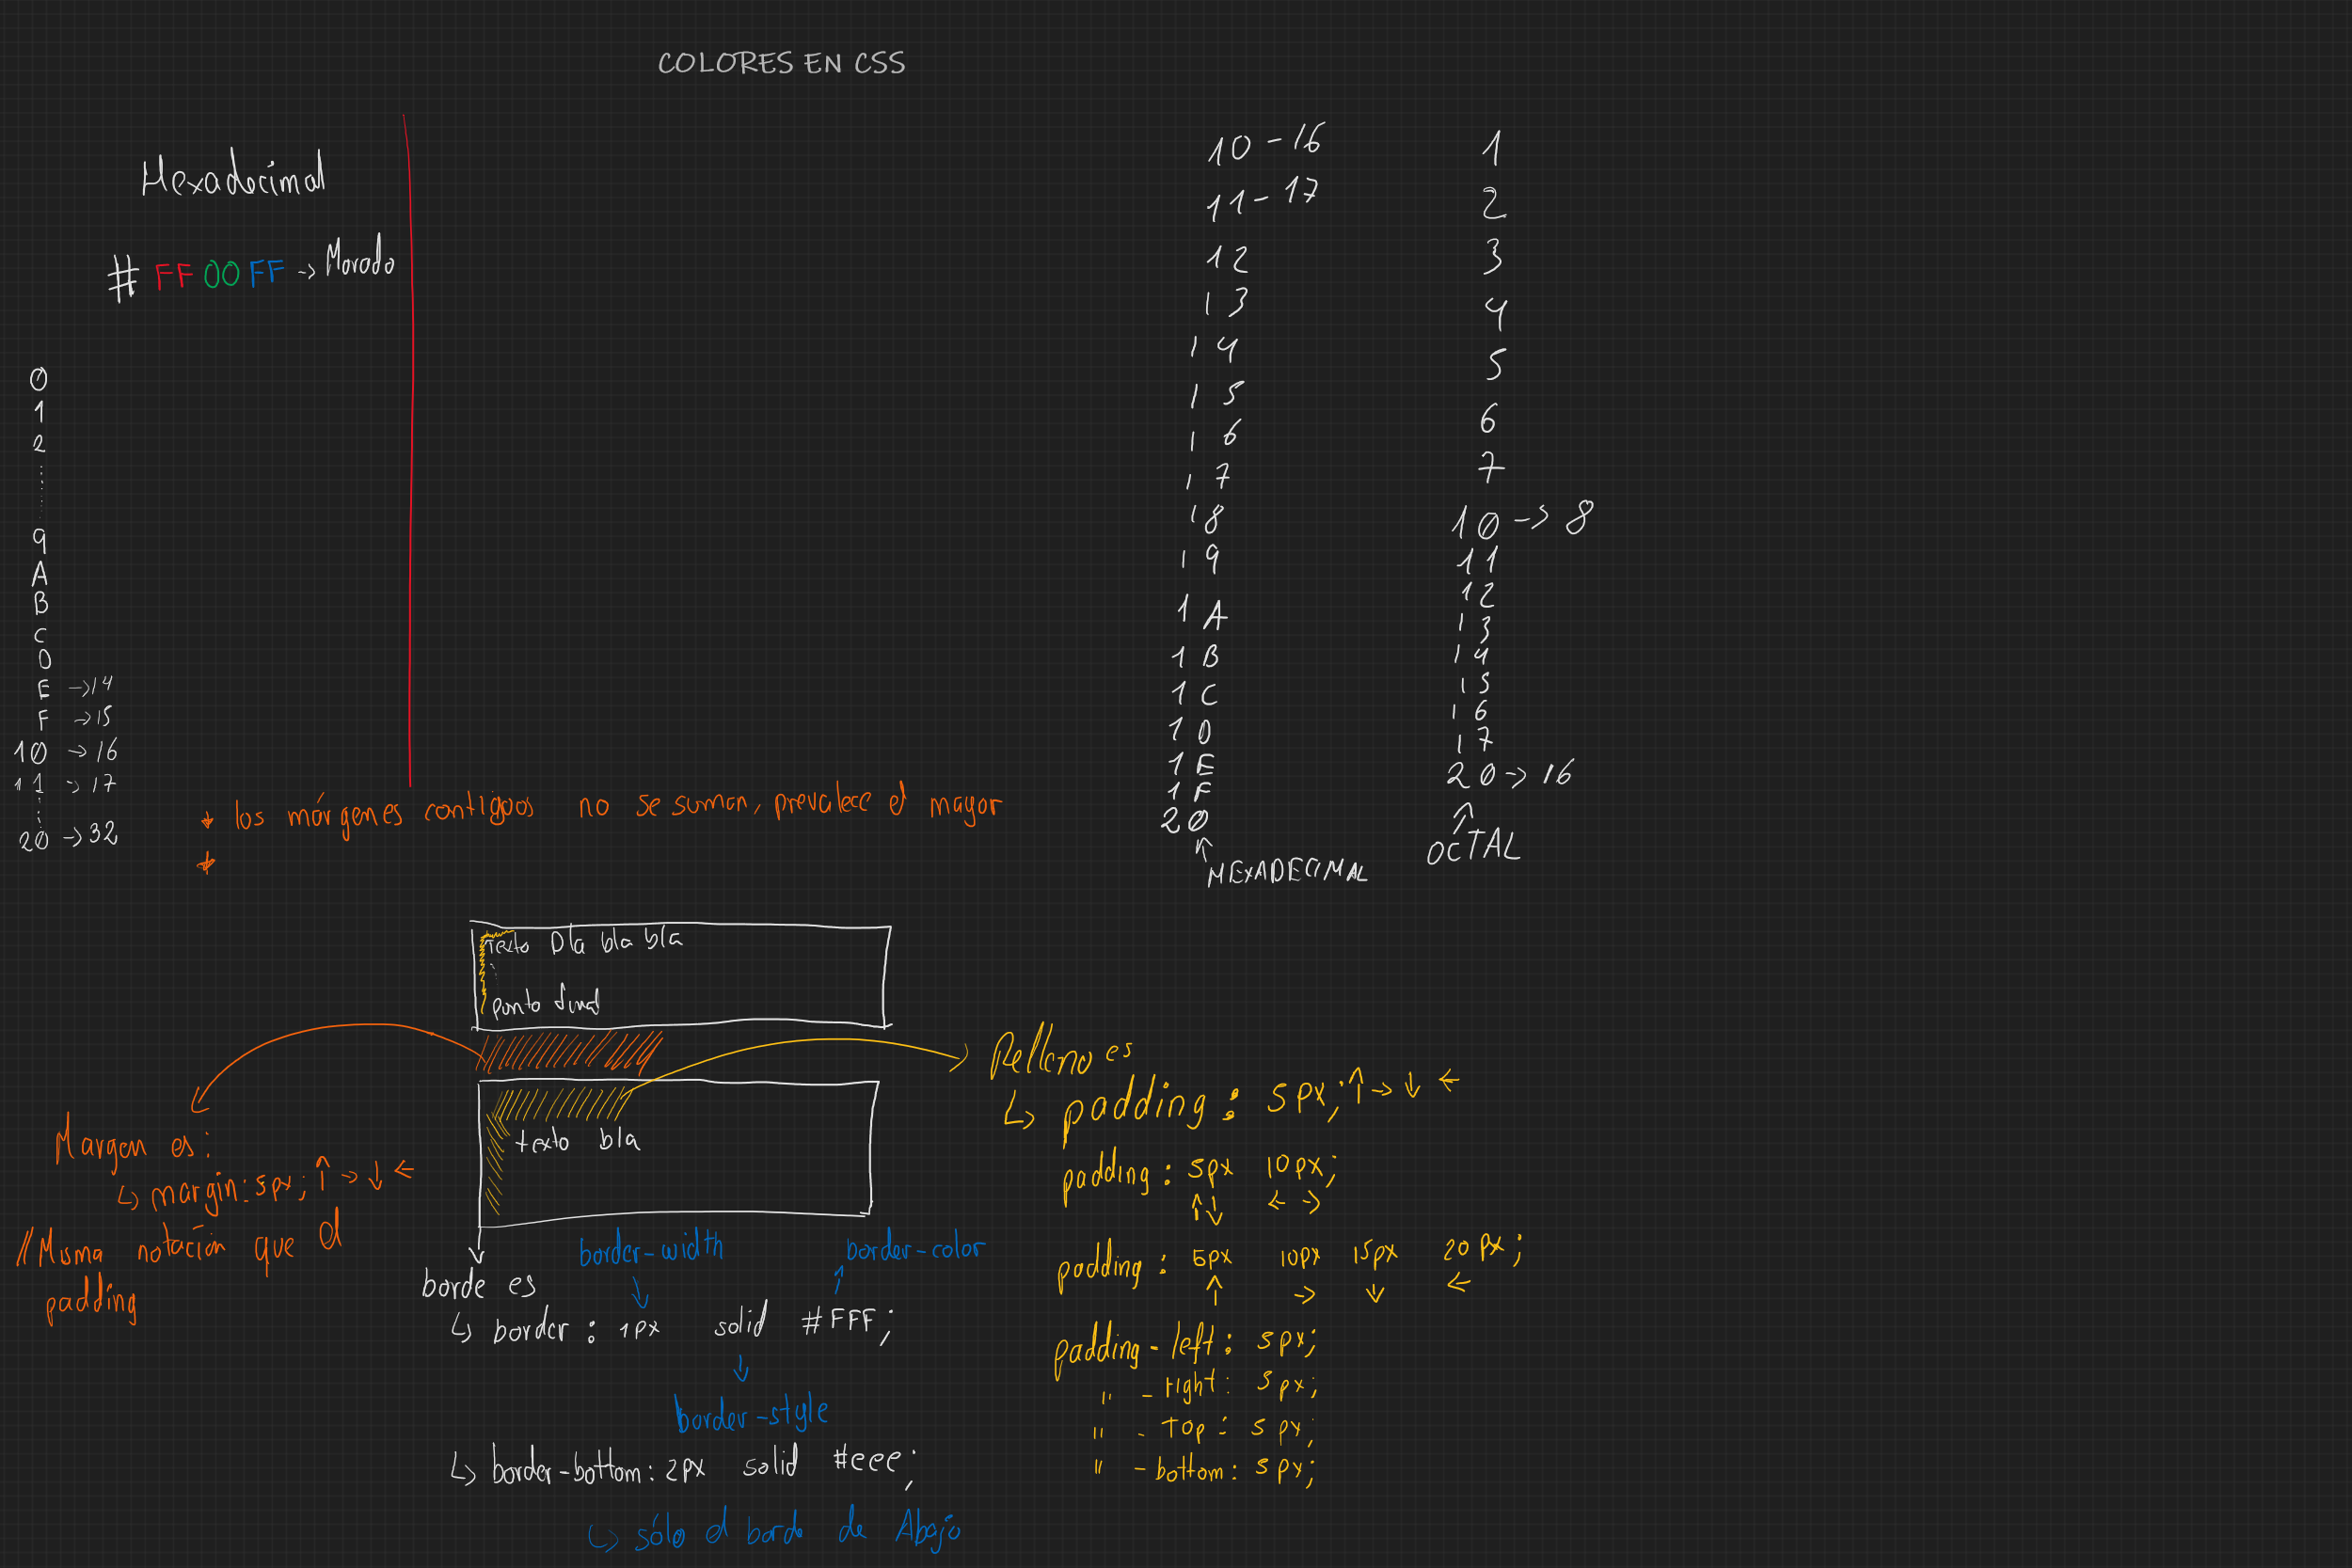 COLORES EN CSS
Hexadecimal
# FF 00 FF -> Morado
0
1
2
9
A
B
C
D
E -> 14
F -> 15
10 -> 16
11 -> 17
20 -> 32
10 - 16
11 - 17
12
13
14
15
16
17
18
19
1A
1B
1C
1D
1E
1F
20
↑
HEXADECIMAL
1
2
3
4
5
6
7
10 -> 8
11
12
13
14
15
16
17
20 -> 16
↑
OCTAL
* los márgenes contiguos no se suman, prevalece el mayor
*
Texto bla bla bla
punto final
texto bla
Margen es:
↳ margin: 5px; ↑ → ↓ ←
// Misma notación que el
padding
Relleno es
↳ padding: 5px; ↑ → ↓ ←
padding: 5px 10px;
↑↓ ← →
padding: 5px 10px 15px 20px;
↑ → ↓ ←
padding-left: 5px;
" -right: 5px;
" -Top: 5px;
" -bottom: 5px;
border-width border-color
borde es
↳ border: 1px solid #FFF;
border-style
↳ border-bottom: 2px solid #eee;
↳ sólo el borde de Abajo